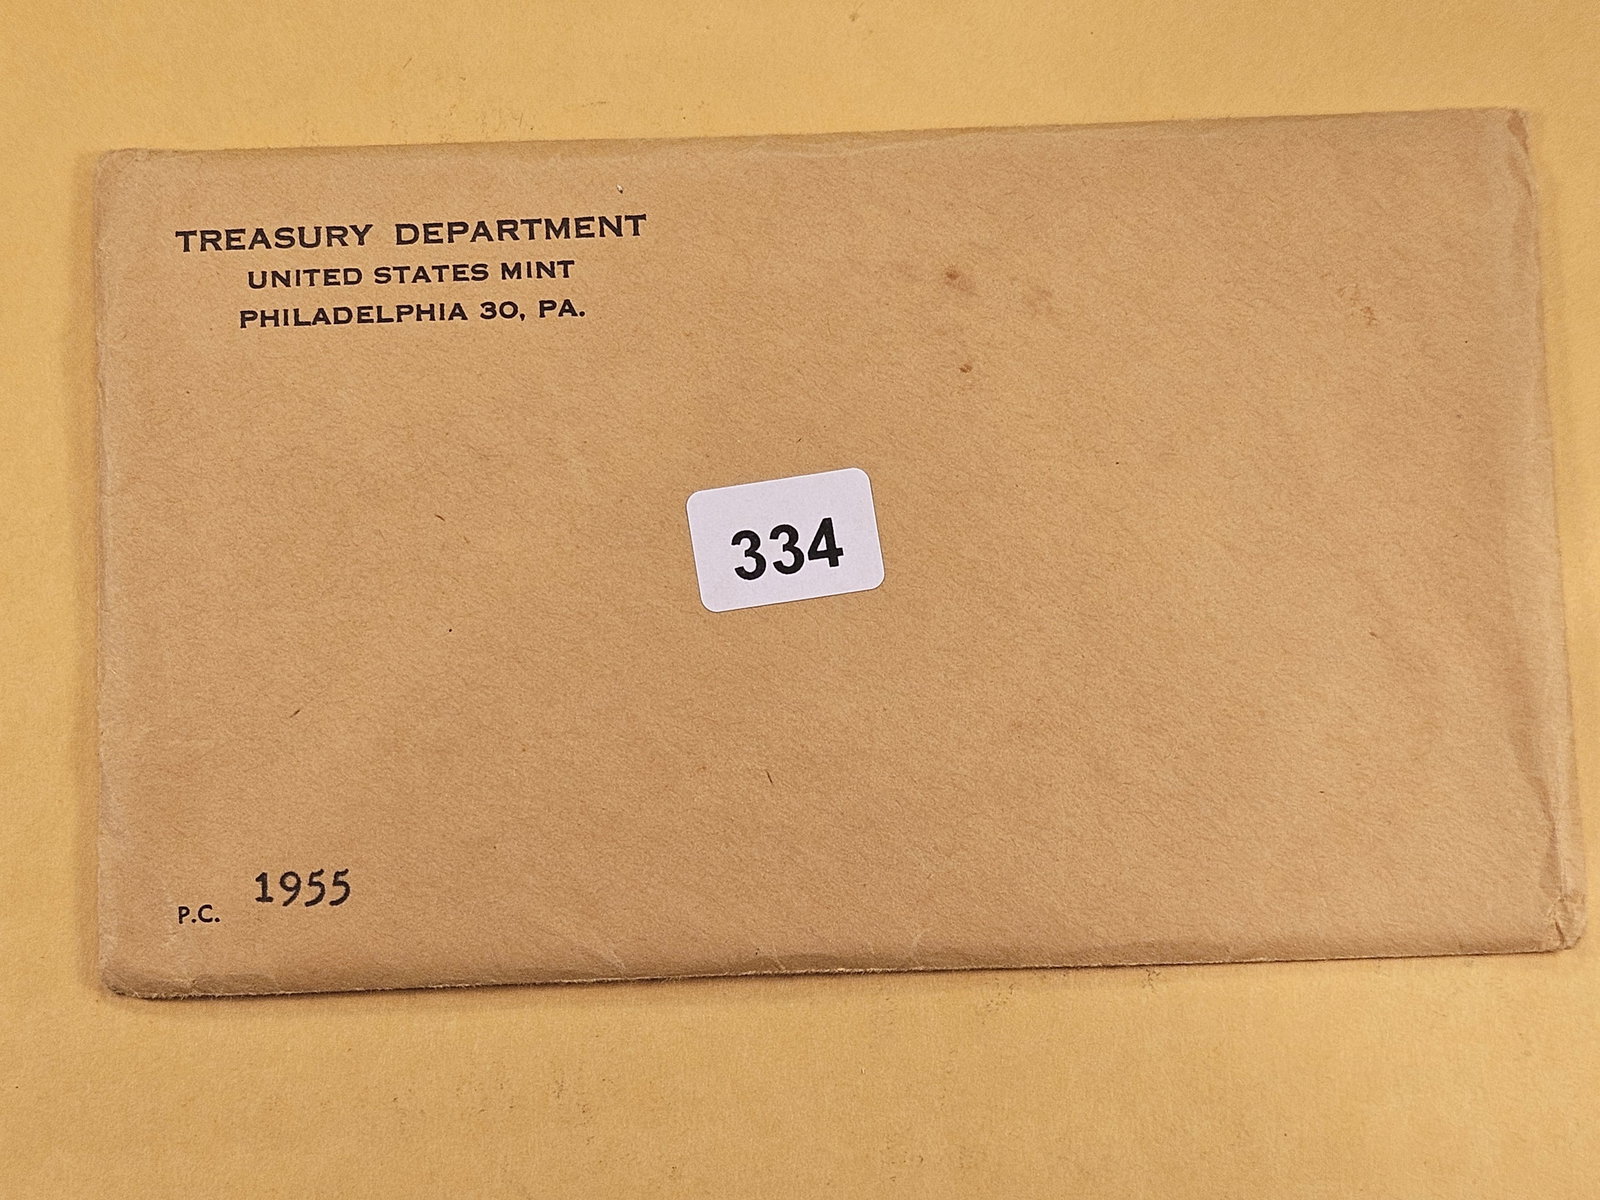 TREASURY DEPARTMENT
UNITED STATES MINT
PHILADELPHIA 30, PA.
334
P.C. 1955